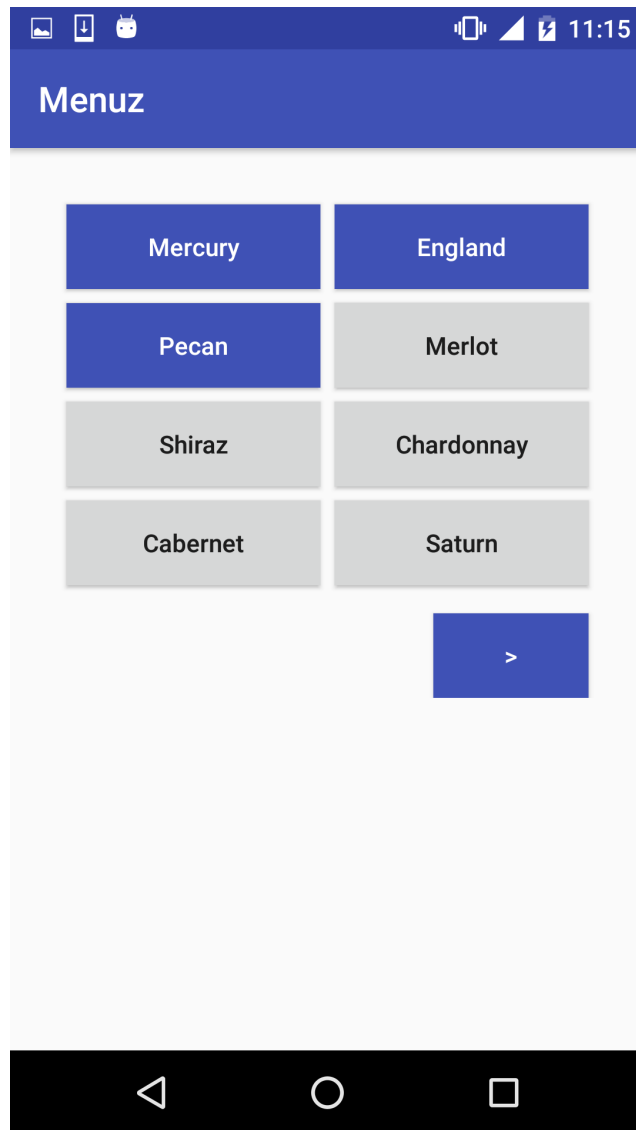 11:15
Menuz
Mercury England
Pecan Merlot
Shiraz Chardonnay
Cabernet Saturn
>